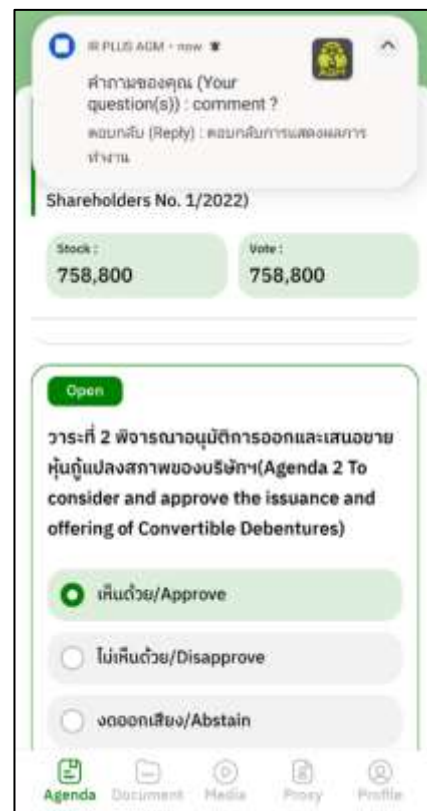 IR PLUS AGM • now
AGM
คำถามของคุณ (Your
question(s)) : comment ?
ตอบกลับ (Reply) : ตอบกลับการแสดงผลการ
ทำงาน
Shareholders No. 1/2022)
Stock :
Vote :
758,800
758,800
Open
วาระที่ 2 พิจารณาอนุมัติการออกและเสนอขาย
หุ้นกู้แปลงสภาพของบริษัทฯ(Agenda 2 To
consider and approve the issuance and
offering of Convertible Debentures)
เห็นด้วย/Approve
ไม่เห็นด้วย/Disapprove
งดออกเสียง/Abstain
Agenda Document Media Proxy Profile